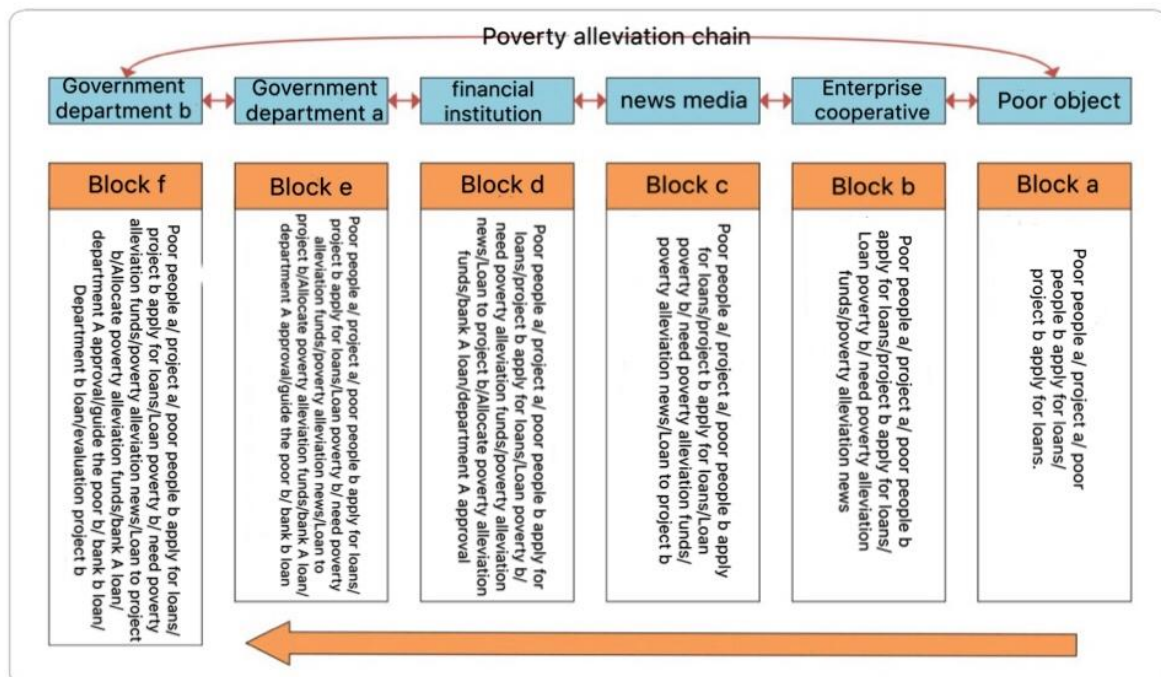 Poverty alleviation chain
Government
department b
Government
department a
financial
institution
news media
Enterprise
cooperative
Poor object
Block f
Poor people a/ project a/ poor people b apply for loans/
project b apply for loans/Loan poverty b/ need poverty
alleviation funds/poverty alleviation news/Loan to project
b/Allocate poverty alleviation funds/bank A loan/
department A approval/guide the poor b/ bank b loan/
Department b loan/evaluation project b
Block e
Poor people a/ project a/ poor people b apply for loans/
project b apply for loans/Loan poverty b/ need poverty
alleviation funds/poverty alleviation news/Loan to
project b/Allocate poverty alleviation funds/bank A loan/
department A approval/guide the poor b/ bank b loan
Block d
Poor people a/ project a/ poor people b apply for
loans/project b apply for loans/Loan poverty b/
need poverty alleviation funds/poverty alleviation
news/Loan to project b/Allocate poverty alleviation
funds/bank A loan/department A approval
Block c
Poor people a/ project a/ poor people b apply
for loans/project b apply for loans/Loan
poverty b/ need poverty alleviation funds/
poverty alleviation news/Loan to project b
Block b
Poor people a/ project a/ poor people b
apply for loans/project b apply for loans/
Loan poverty b/ need poverty alleviation
funds/poverty alleviation news
Block a
Poor people a/ project a/ poor
people b apply for loans/
project b apply for loans.